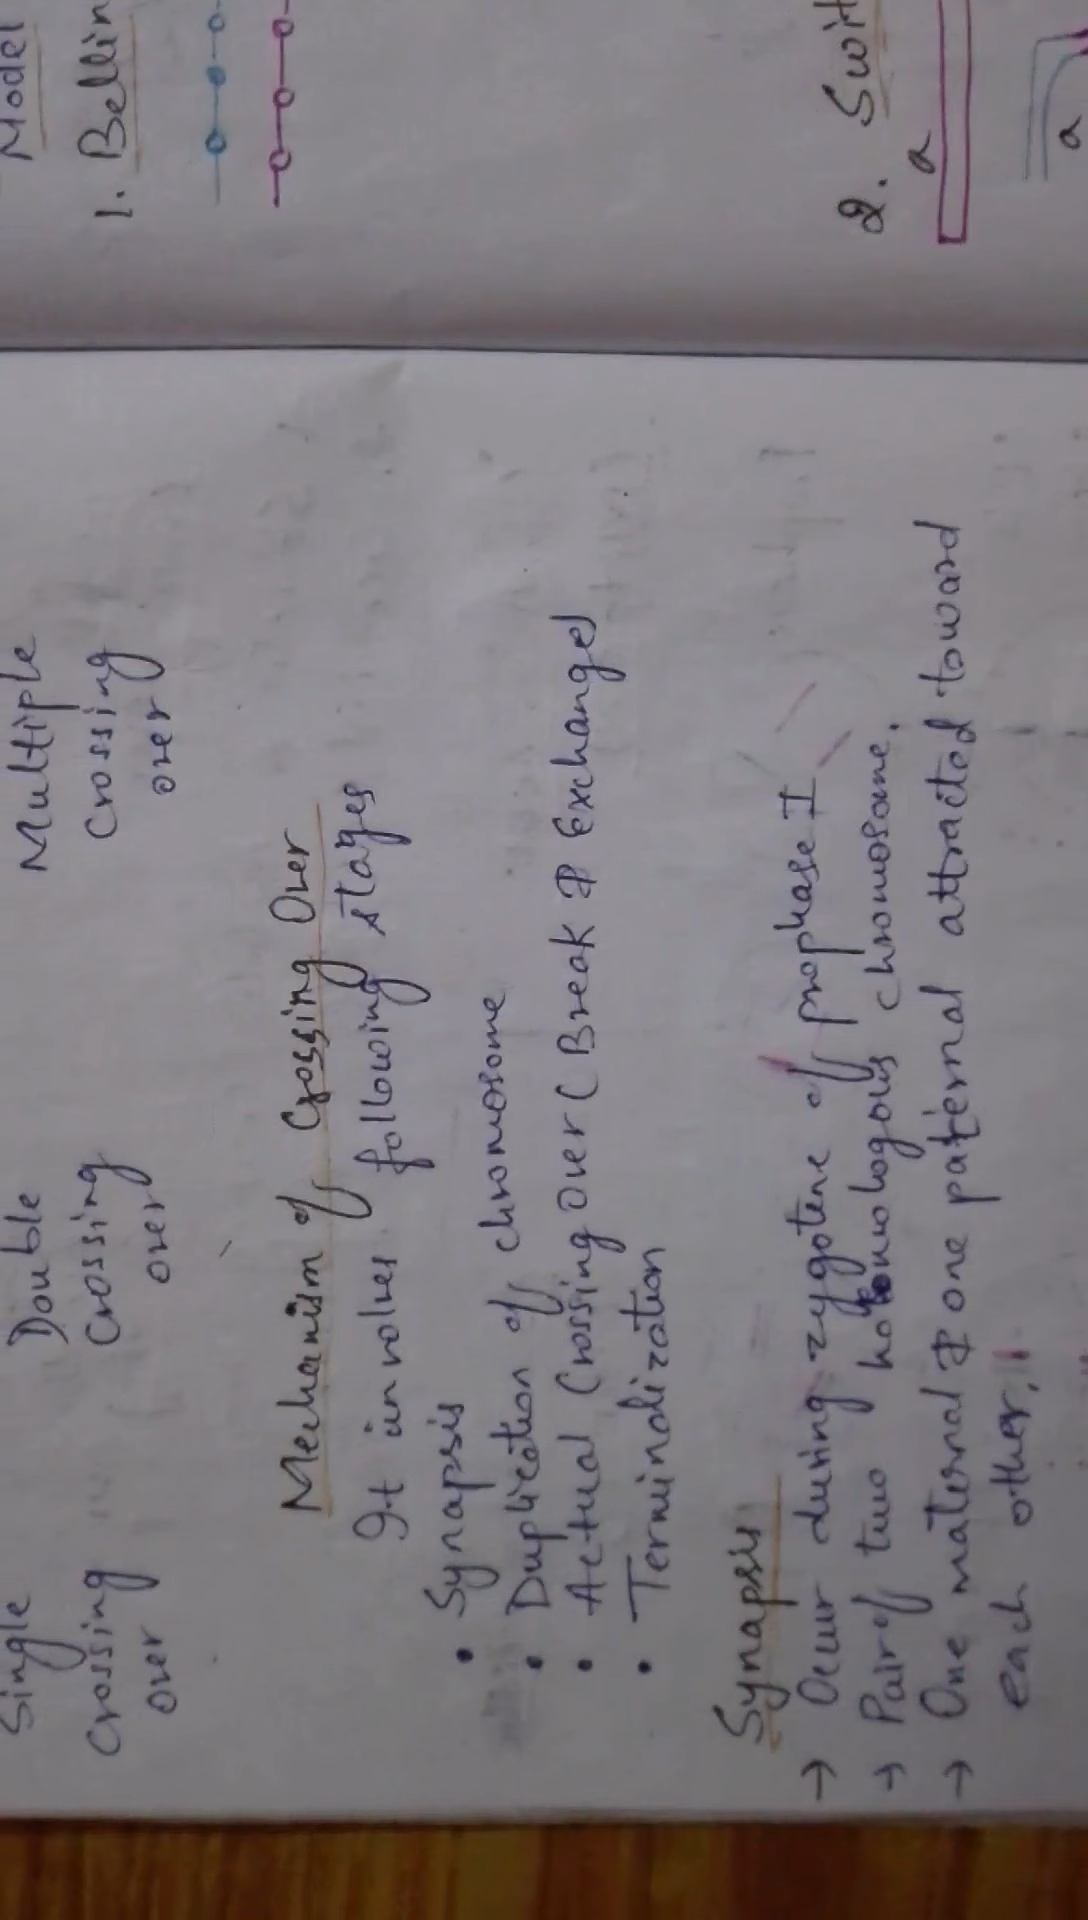 Single Double Multiple
Crossing Crossing Crossing
over over over
Mechanism of Crossing Over
It involves following stages
• Synapsis
• Duplication of chromosome
• Actual Crossing over (Break & Exchange)
• Terminalization
Synapsis
→ Occur during zygotene of prophase I
→ Pair of two homologous chromosome.
→ One maternal & one paternal attracted toward
each other.
Model
1. Bellin
2. Swit
a
a